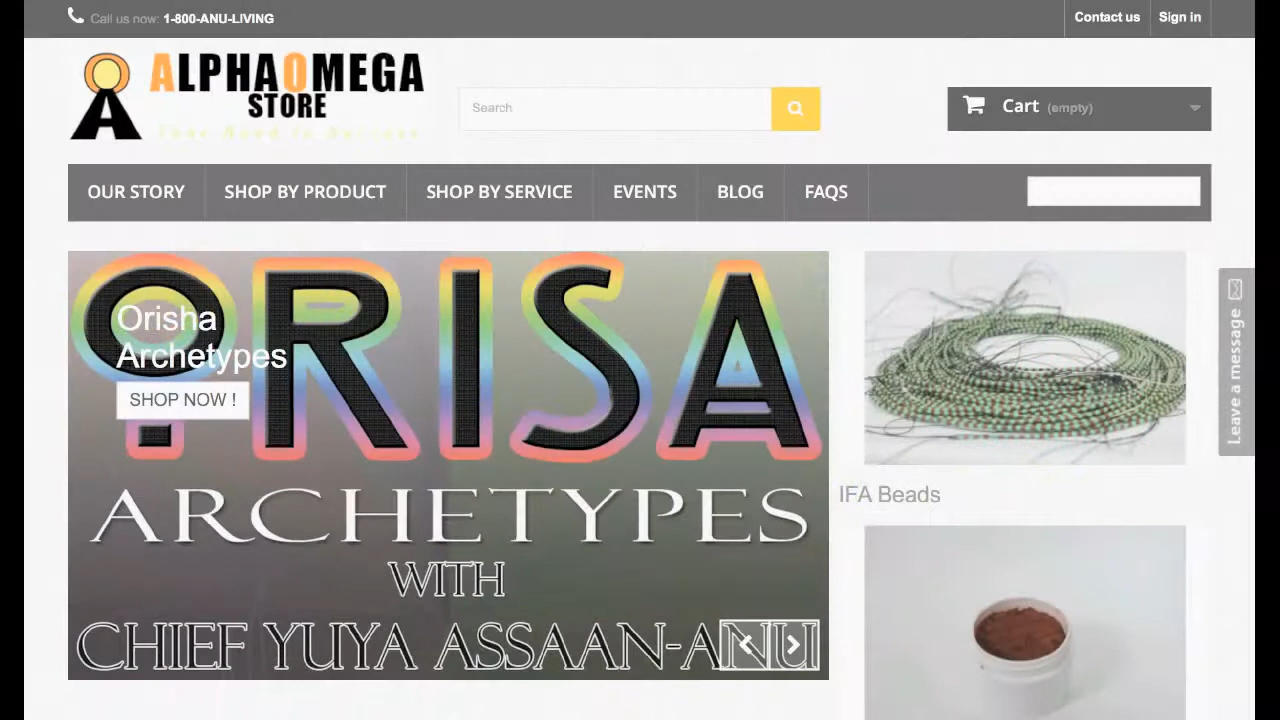 Call us now: 1-800-ANU-LIVING
Contact us
Sign in
ALPHAOMEGA
STORE
Search
Cart (empty)
OUR STORY
SHOP BY PRODUCT
SHOP BY SERVICE
EVENTS
BLOG
FAQS
ORISA
Orisha
Archetypes
SHOP NOW !
ARCHETYPES
WITH
CHIEF YUYA ASSAAN-ANU
IFA Beads
Leave a message